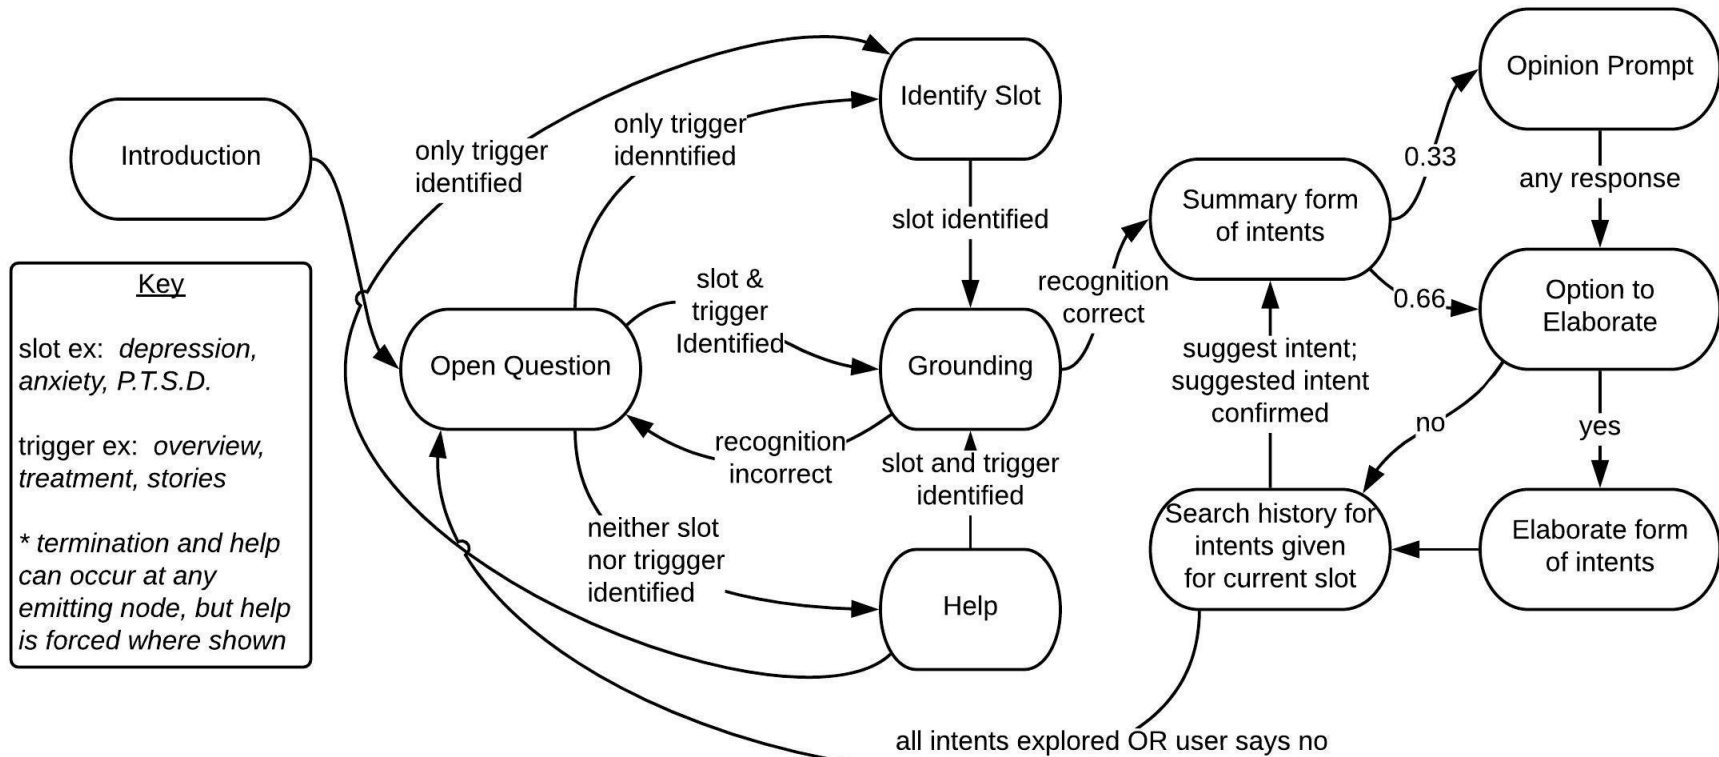 Introduction
Key
slot ex: depression,
anxiety, P.T.S.D.
trigger ex: overview,
treatment, stories
* termination and help
can occur at any
emitting node, but help
is forced where shown
only trigger
identified
only trigger
idenntified
Identify Slot
slot identified
Open Question
slot &
trigger
Identified
Grounding
recognition
incorrect
neither slot
nor triggger
identified
slot and trigger
identified
Help
recognition
correct
Summary form
of intents
0.33
Opinion Prompt
any response
0.66
Option to
Elaborate
suggest intent;
suggested intent
confirmed
no
yes
Search history for
intents given
for current slot
Elaborate form
of intents
all intents explored OR user says no